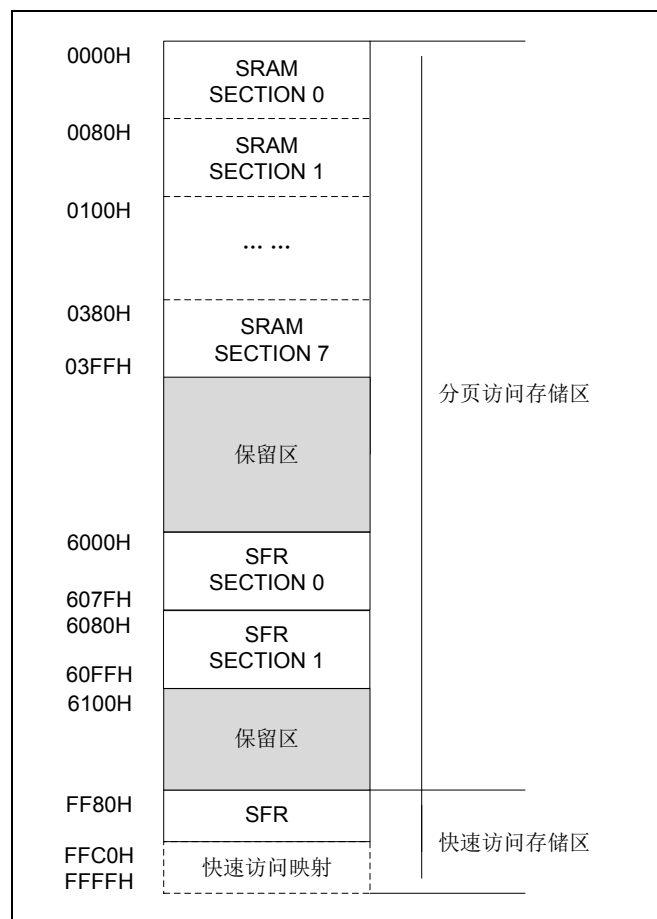 0000H
SRAM
SECTION 0
0080H
SRAM
SECTION 1
0100H
... ...
0380H
SRAM
SECTION 7
03FFH
分页访问存储区
保留区
6000H
SFR
SECTION 0
607FH
6080H
SFR
SECTION 1
60FFH
6100H
保留区
FF80H
SFR
快速访问存储区
FFC0H
快速访问映射
FFFFH